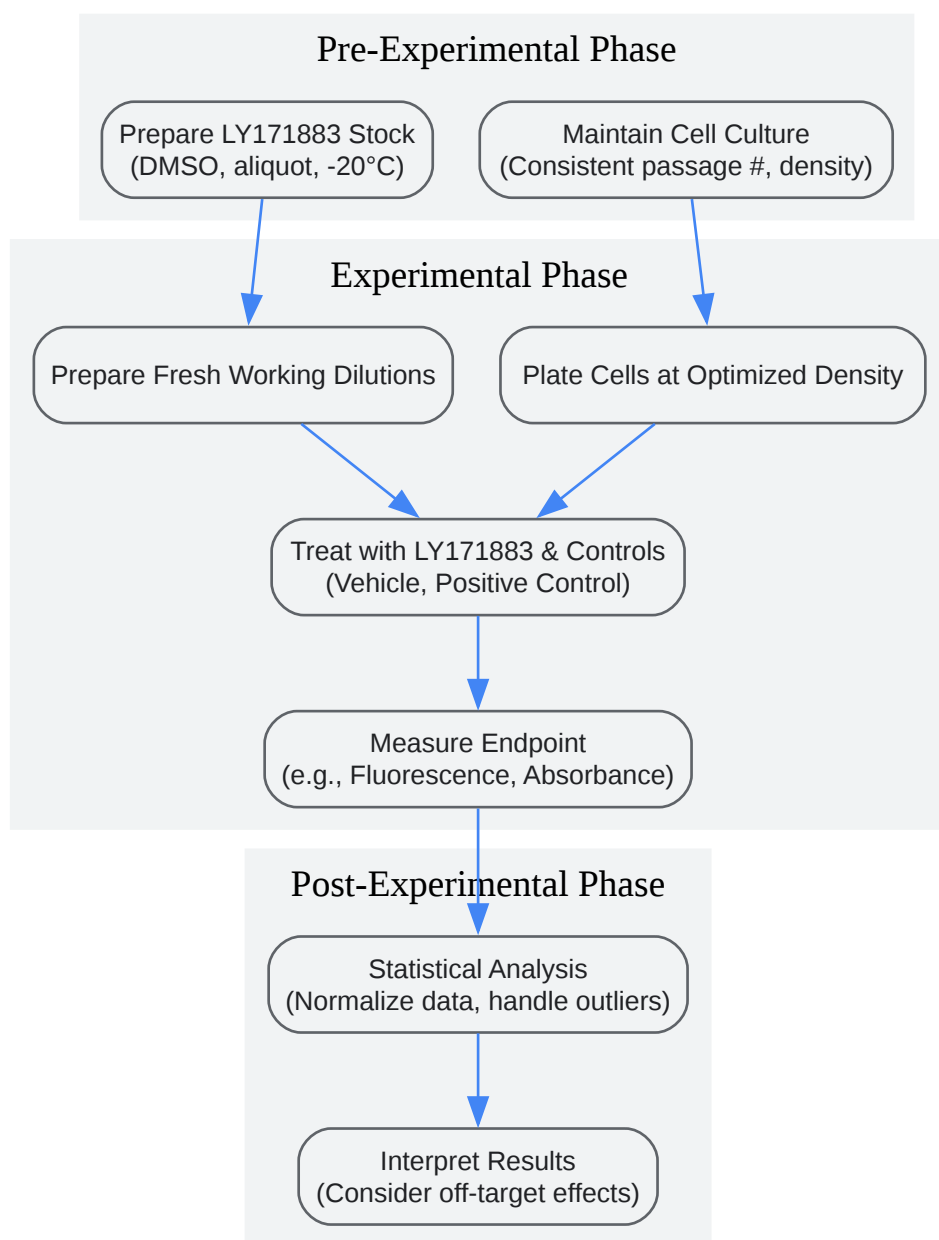 Pre-Experimental Phase
Prepare LY171883 Stock
(DMSO, aliquot, -20°C)
Maintain Cell Culture
(Consistent passage #, density)
Experimental Phase
Prepare Fresh Working Dilutions
Plate Cells at Optimized Density
Treat with LY171883 & Controls
(Vehicle, Positive Control)
Measure Endpoint
(e.g., Fluorescence, Absorbance)
Post-Experimental Phase
Statistical Analysis
(Normalize data, handle outliers)
Interpret Results
(Consider off-target effects)